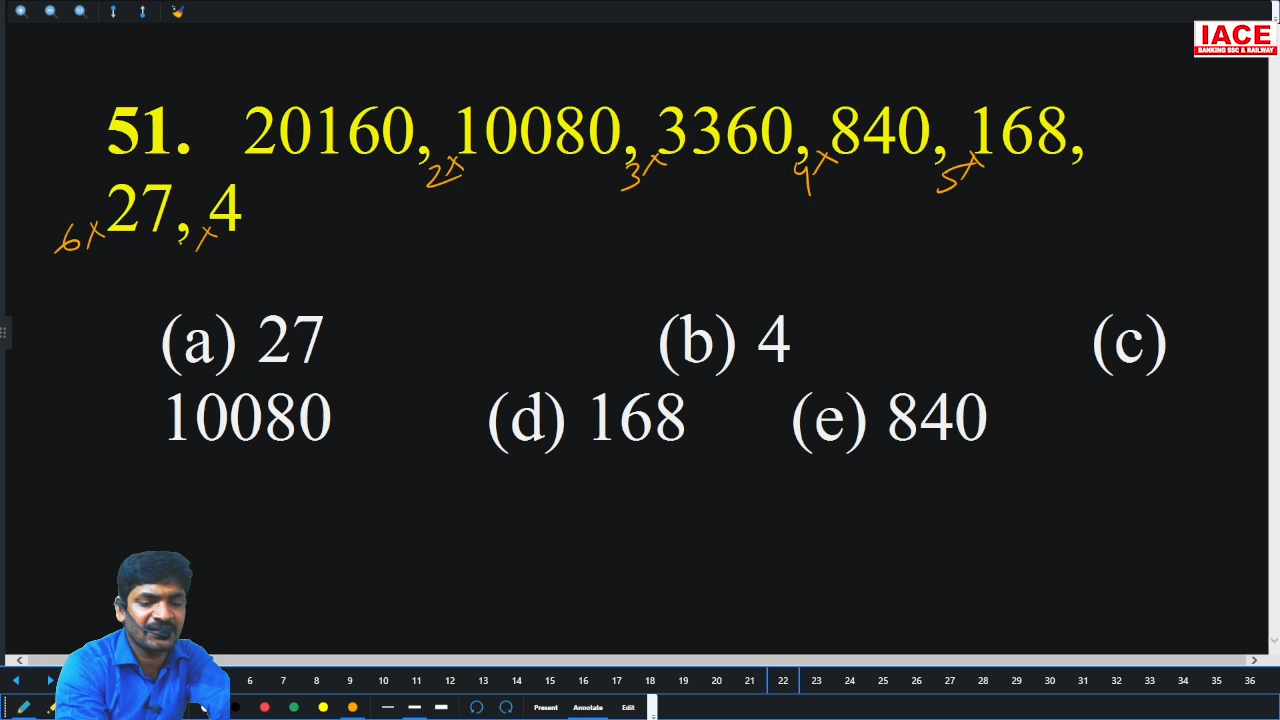 IACE
BANKING SSC & RAILWAY
51. 20160, 10080, 3360, 840, 168,
2x 3x 4x 5x
27, 4
6x x
(a) 27 (b) 4 (c)
10080 (d) 168 (e) 840
6 7 8 9 10 11 12 13 14 15 16 17 18 19 20 21 22 23 24 25 26 27 28 29 30 31 32 33 34 35 36
Present Annotate Edit